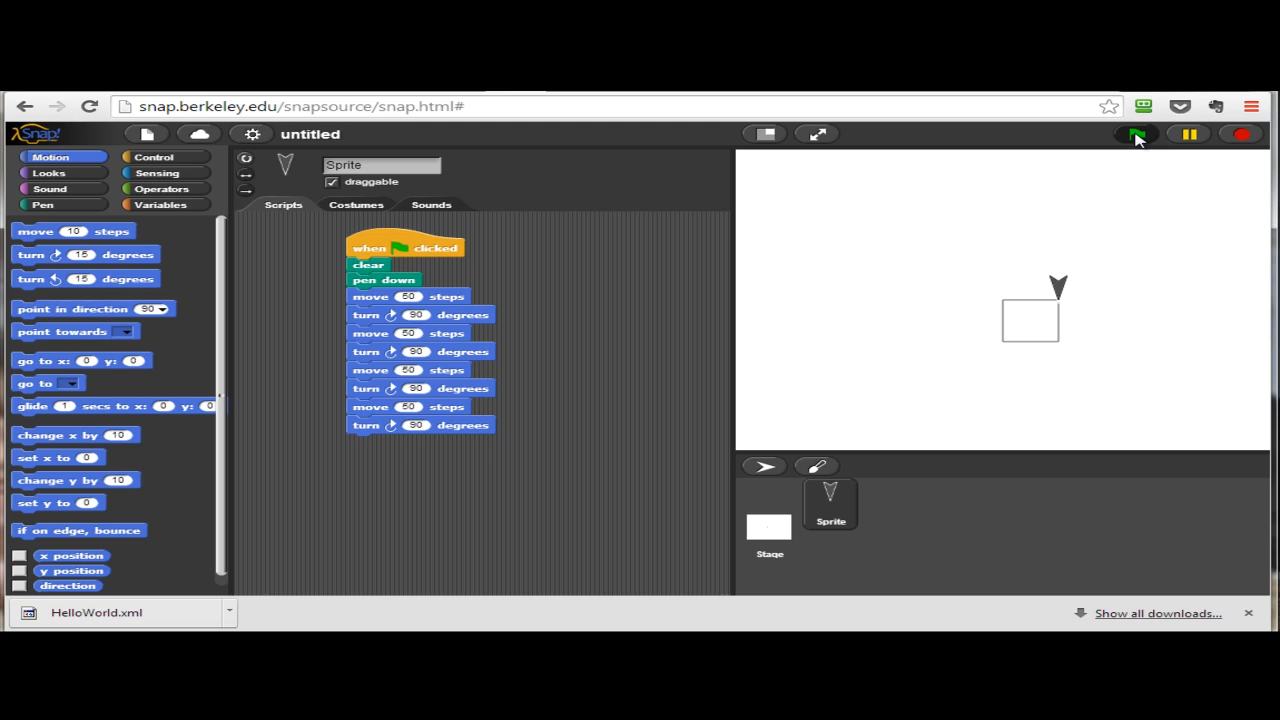 snap.berkeley.edu/snapsource/snap.html#
Snap!
untitled
Motion
Control
Looks
Sensing
Sound
Operators
Pen
Variables
Sprite
draggable
Scripts
Costumes
Sounds
move 10 steps
turn 15 degrees
turn 15 degrees
point in direction 90
point towards
go to x: 0 y: 0
go to
glide 1 secs to x: 0 y: 0
change x by 10
set x to 0
change y by 10
set y to 0
if on edge, bounce
x position
y position
direction
when clicked
clear
pen down
move 50 steps
turn 90 degrees
move 50 steps
turn 90 degrees
move 50 steps
turn 90 degrees
move 50 steps
turn 90 degrees
Sprite
Stage
HelloWorld.xml
Show all downloads...